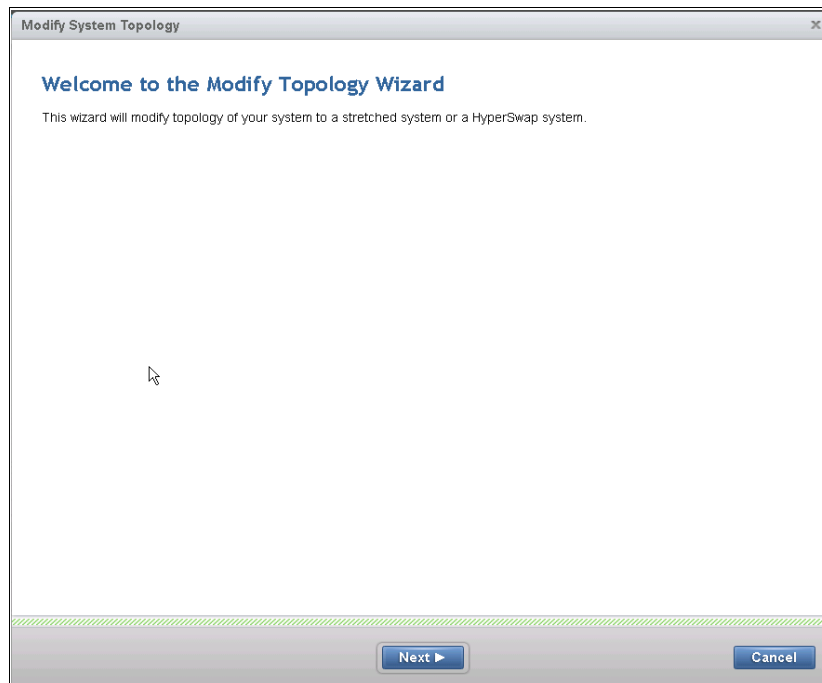 Modify System Topology
Welcome to the Modify Topology Wizard
This wizard will modify topology of your system to a stretched system or a HyperSwap system.
Next
Cancel